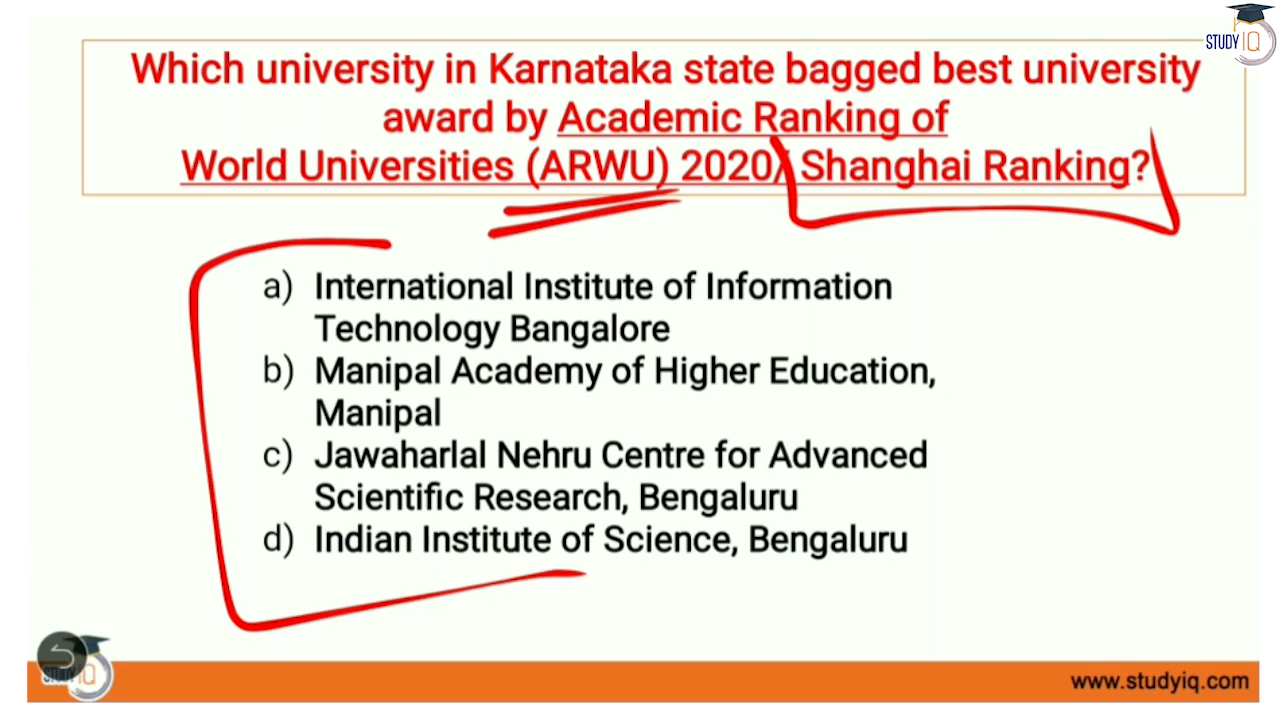 STUDY IQ
Which university in Karnataka state bagged best university
award by Academic Ranking of
World Universities (ARWU) 2020/ Shanghai Ranking?
a) International Institute of Information
Technology Bangalore
b) Manipal Academy of Higher Education,
Manipal
c) Jawaharlal Nehru Centre for Advanced
Scientific Research, Bengaluru
d) Indian Institute of Science, Bengaluru
STUDY IQ
www.studyiq.com